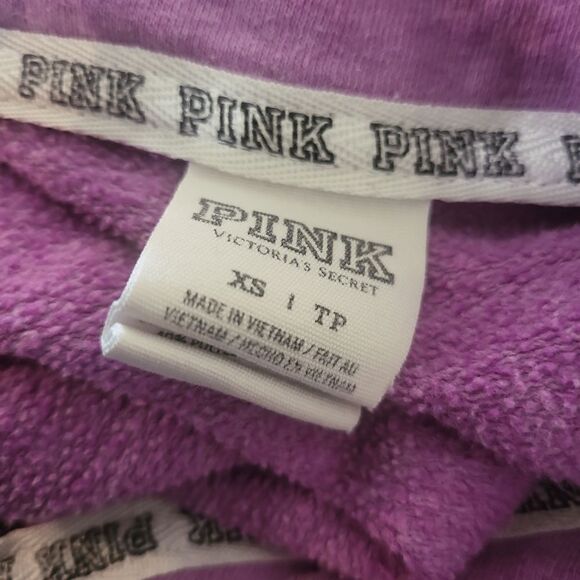 PINK PINK PINK
PINK
VICTORIA'S SECRET
XS | TP
MADE IN VIETNAM / FAIT AU
VIETNAM / HECHO EN VIETNAM
PINK